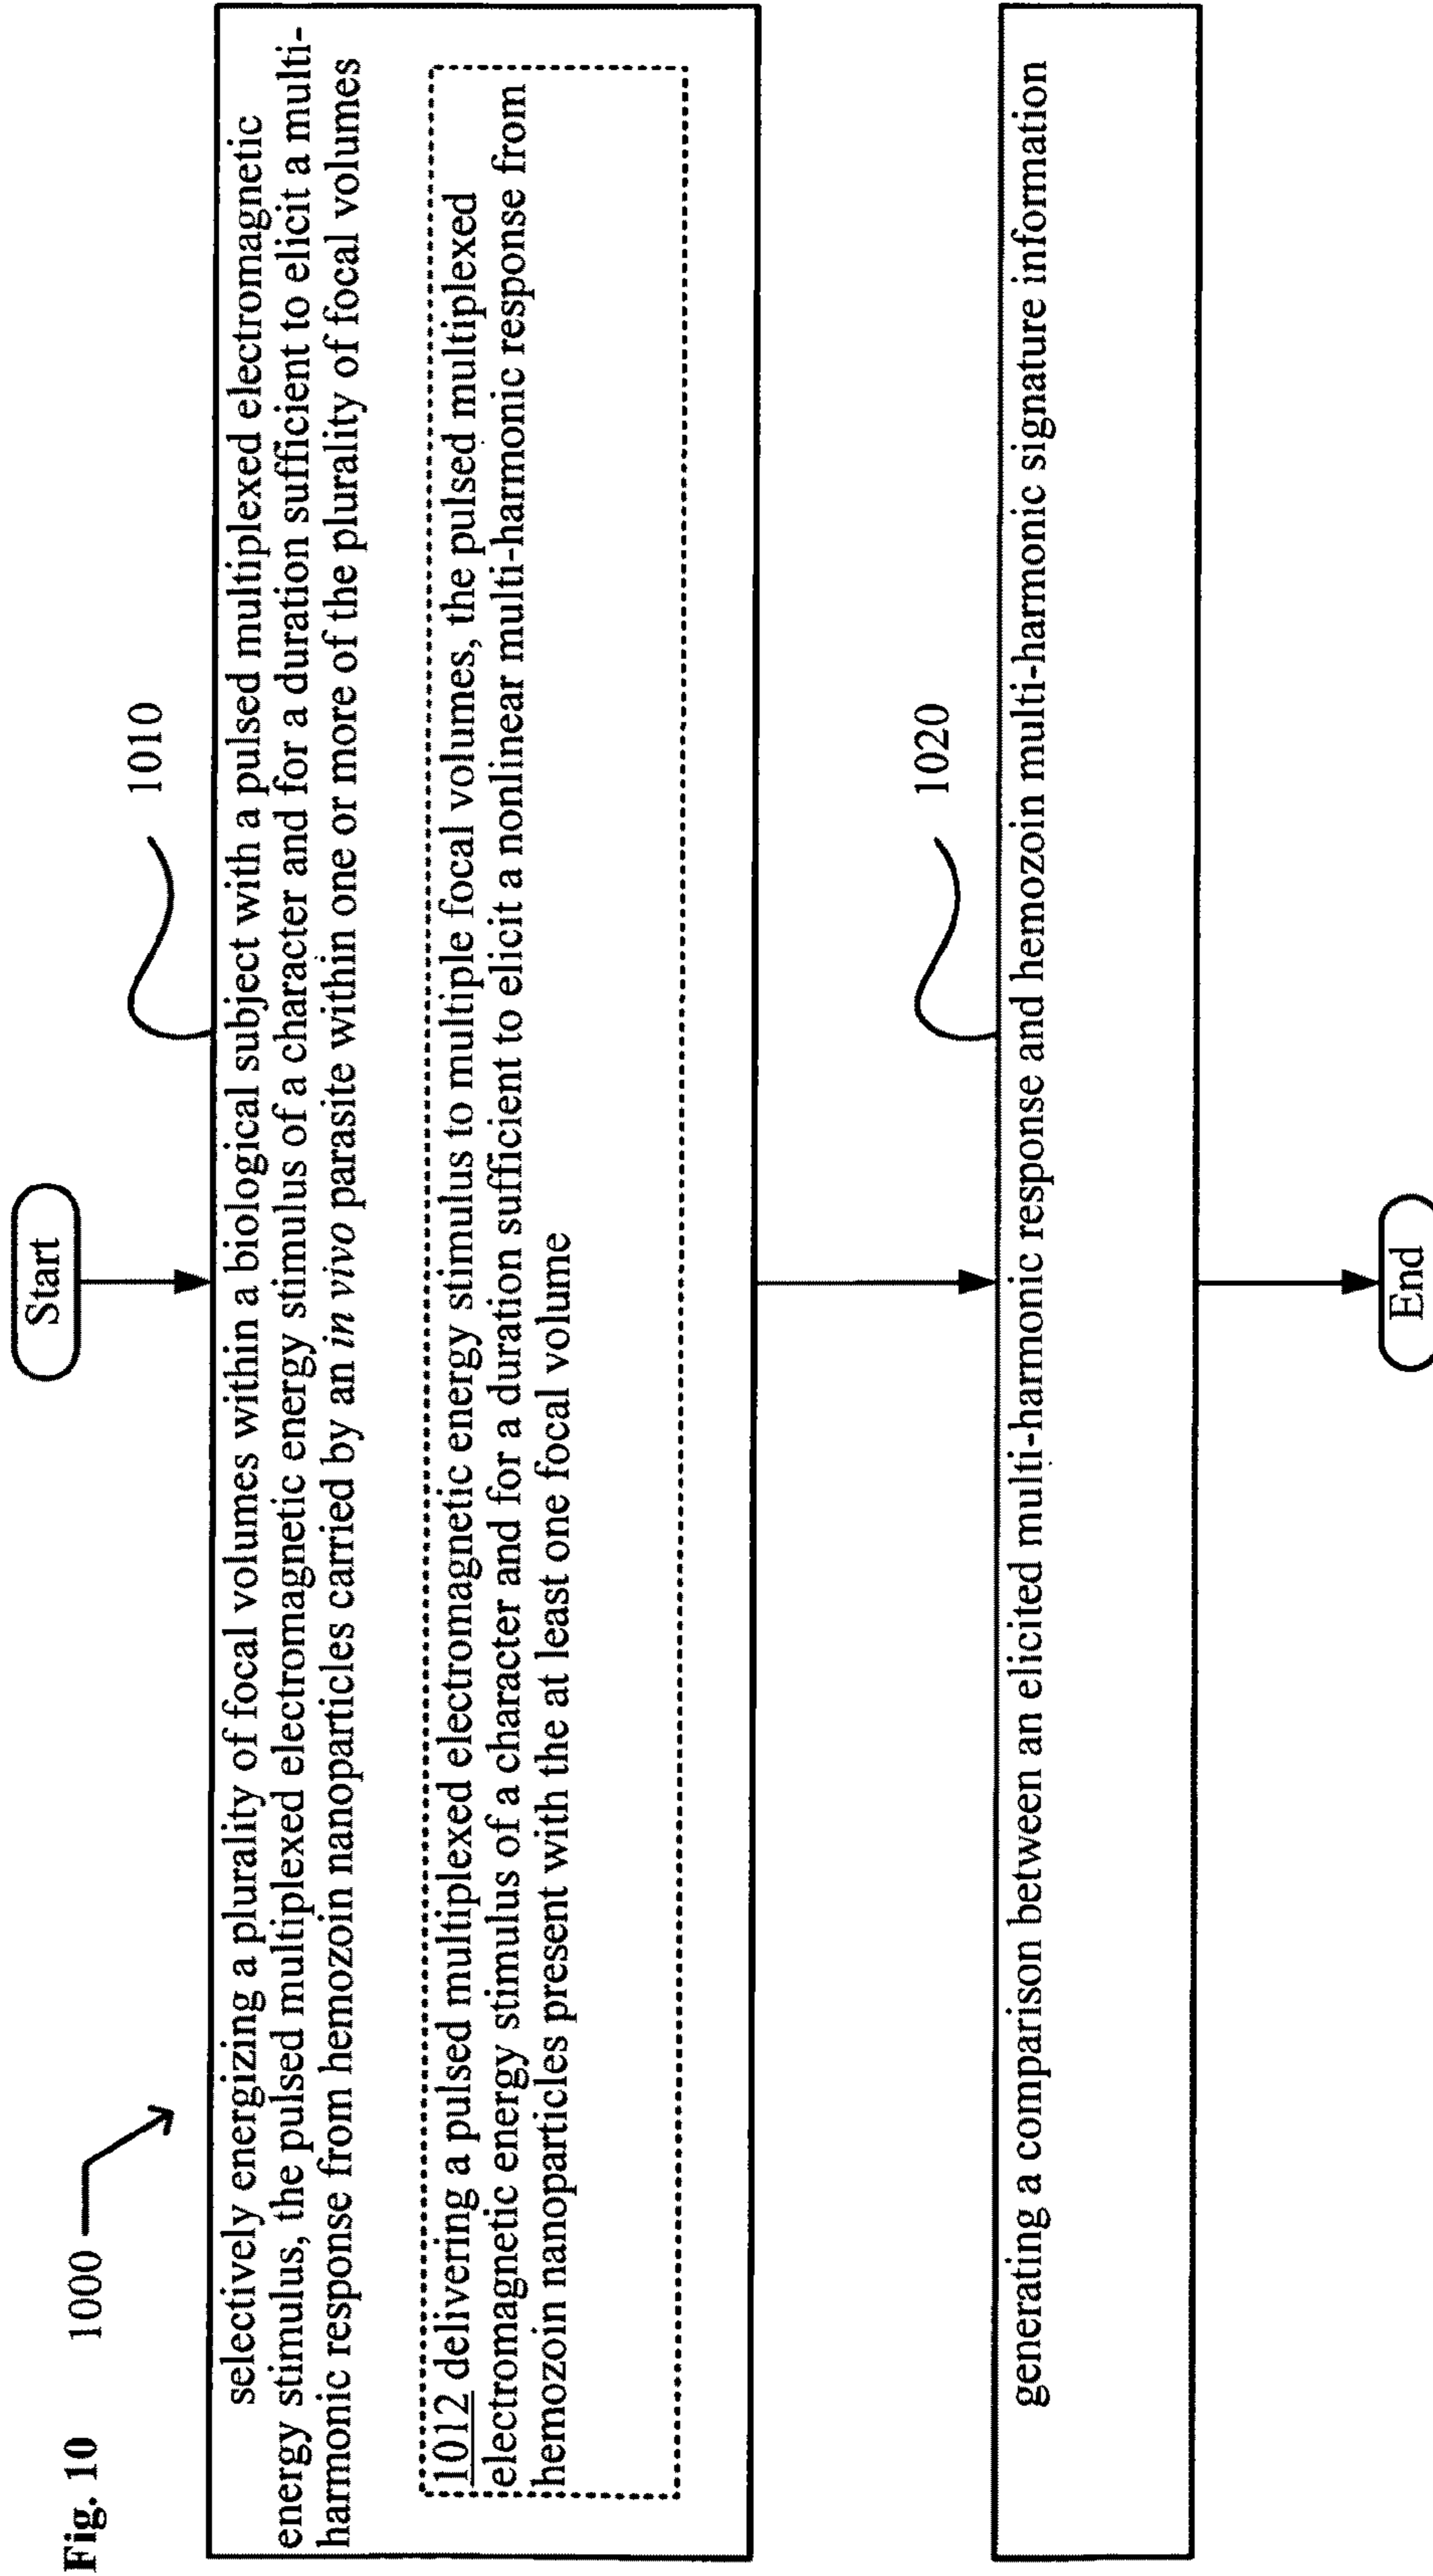 Fig. 10
1000
Start
1010
selectively energizing a plurality of focal volumes within a biological subject with a pulsed multiplexed electromagnetic
energy stimulus, the pulsed multiplexed electromagnetic energy stimulus of a character and for a duration sufficient to elicit a multi-
harmonic response from hemozoin nanoparticles carried by an in vivo parasite within one or more of the plurality of focal volumes
1012 delivering a pulsed multiplexed electromagnetic energy stimulus to multiple focal volumes, the pulsed multiplexed
electromagnetic energy stimulus of a character and for a duration sufficient to elicit a nonlinear multi-harmonic response from
hemozoin nanoparticles present with the at least one focal volume
1020
generating a comparison between an elicited multi-harmonic response and hemozoin multi-harmonic signature information
End